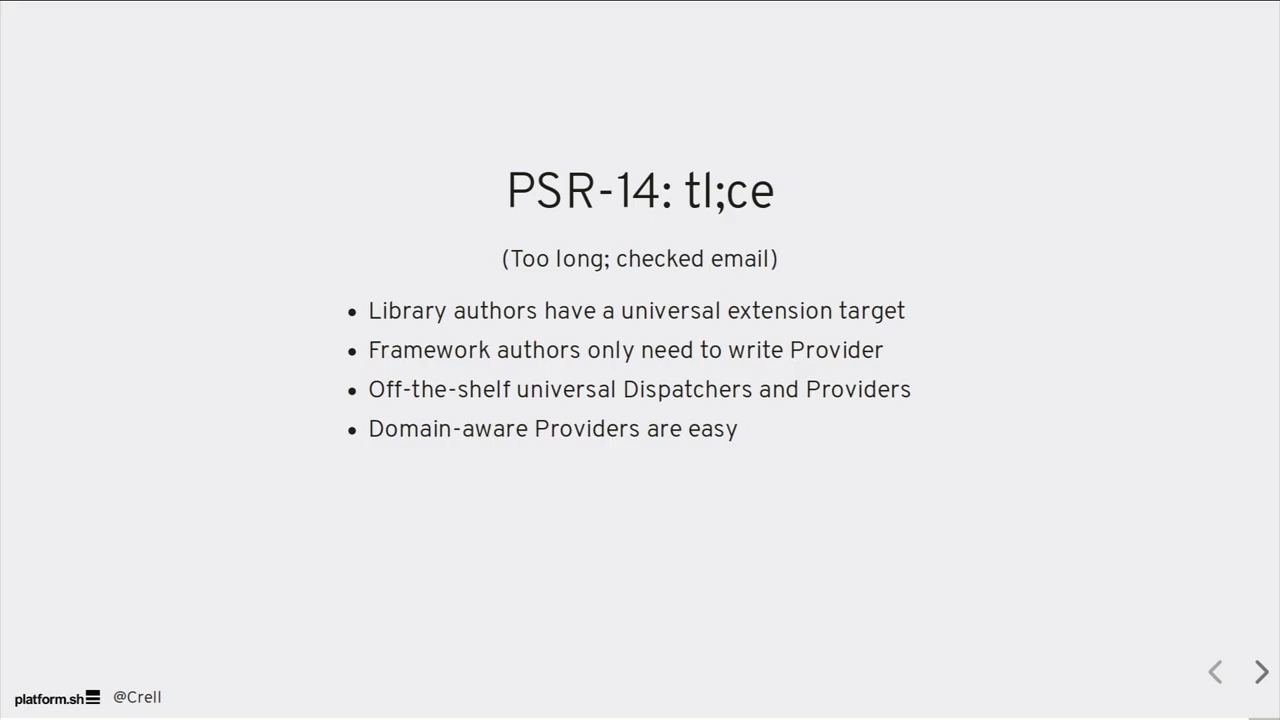 PSR-14: tl;ce
(Too long; checked email)
• Library authors have a universal extension target
• Framework authors only need to write Provider
• Off-the-shelf universal Dispatchers and Providers
• Domain-aware Providers are easy
platform.sh @Crell